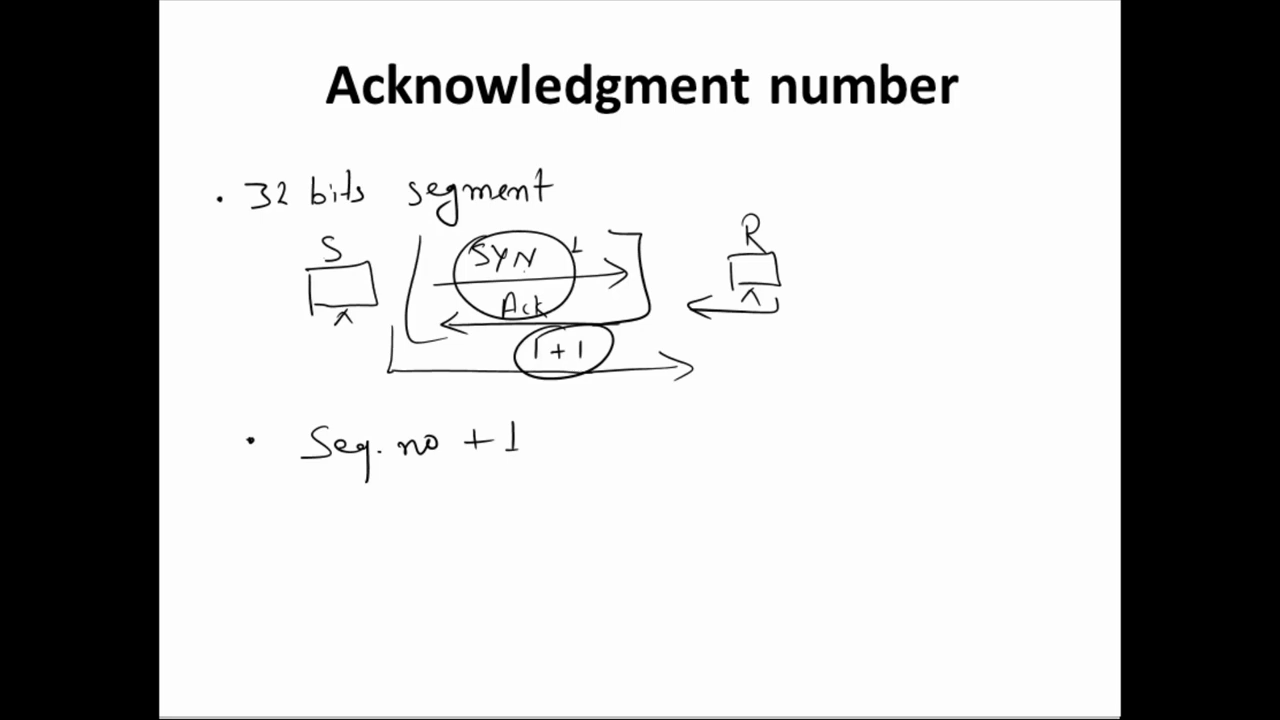 Acknowledgment number
• 32 bits segment
S
R
SYN 1
Ack
1 + 1
• Seq. no + 1